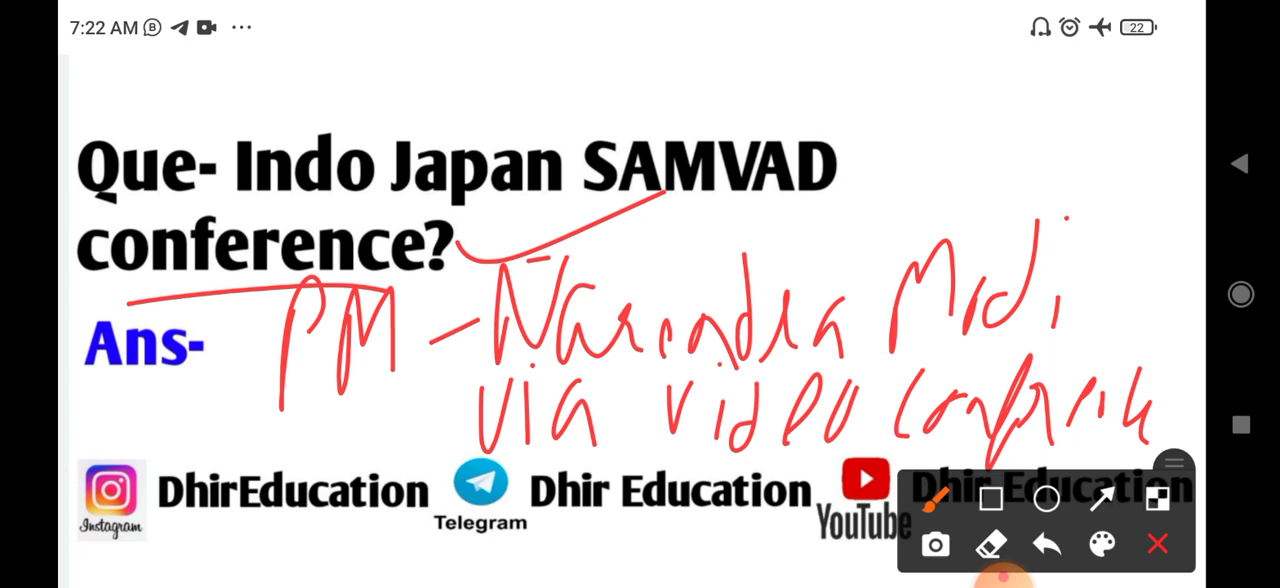 7:22 AM
22
Que- Indo Japan SAMVAD
conference?
Ans- PM - Narendra Modi
via video
DhirEducation
Dhir Education
Dhir Education
Instagram
Telegram
YouTube